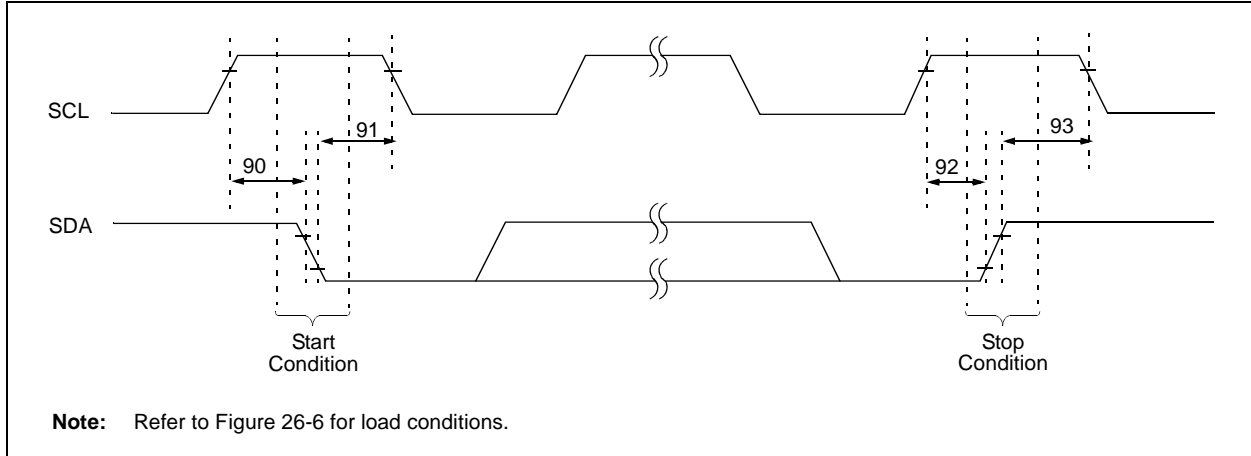 SCL
91
93
90
92
SDA
Start
Condition
Stop
Condition
Note: Refer to Figure 26-6 for load conditions.